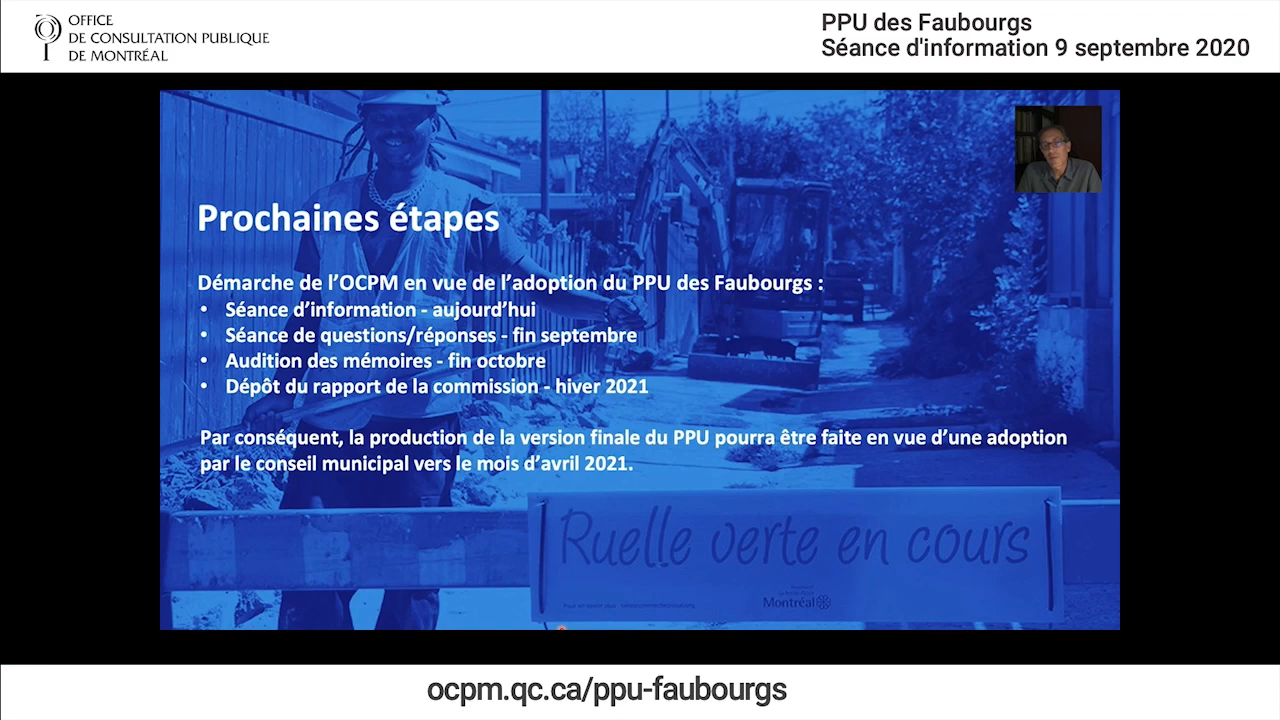 OFFICE
DE CONSULTATION PUBLIQUE
DE MONTRÉAL
PPU des Faubourgs
Séance d'information 9 septembre 2020
Prochaines étapes
Démarche de l'OCPM en vue de l'adoption du PPU des Faubourgs :
• Séance d'information - aujourd'hui
• Séance de questions/réponses - fin septembre
• Audition des mémoires - fin octobre
• Dépôt du rapport de la commission - hiver 2021
Par conséquent, la production de la version finale du PPU pourra être faite en vue d'une adoption
par le conseil municipal vers le mois d'avril 2021.
Ruelle verte en cours
Montréal
ocpm.qc.ca/ppu-faubourgs